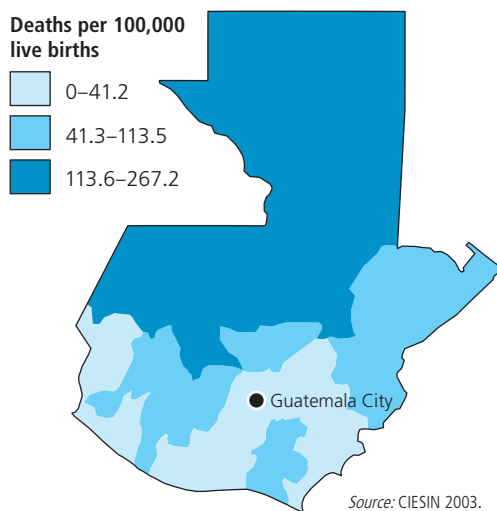 Deaths per 100,000
live births
0–41.2
41.3–113.5
113.6–267.2
Guatemala City
Source: CIESIN 2003.